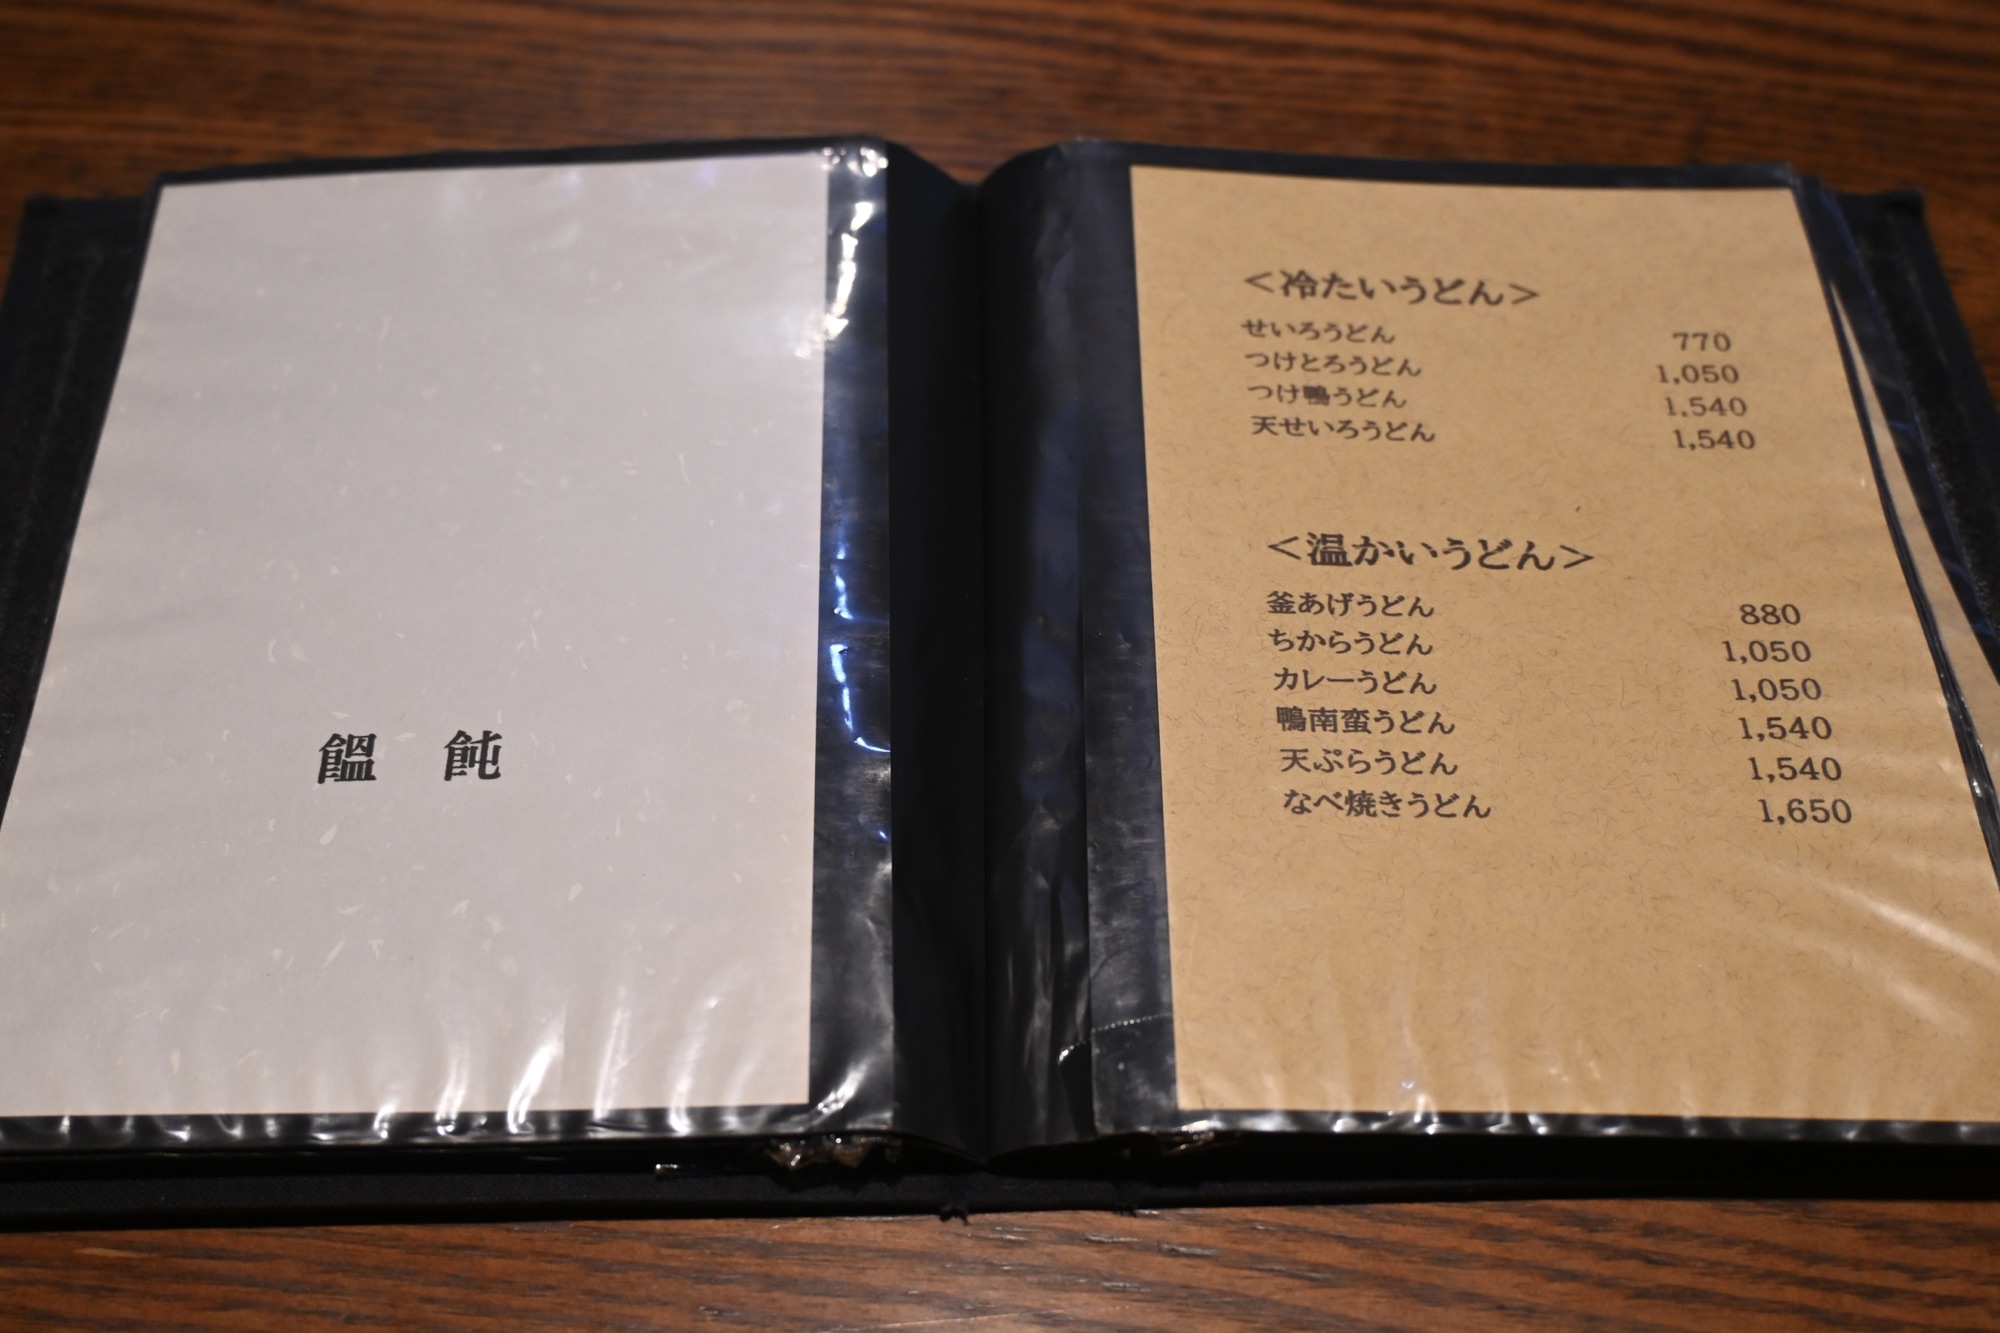 饂飩
<冷たいうどん>
せいろうどん 770
つけとろうどん 1,050
つけ鴨うどん 1,540
天せいろうどん 1,540
<温かいうどん>
釜あげうどん 880
ちからうどん 1,050
カレーうどん 1,050
鴨南蛮うどん 1,540
天ぷらうどん 1,540
なべ焼きうどん 1,650